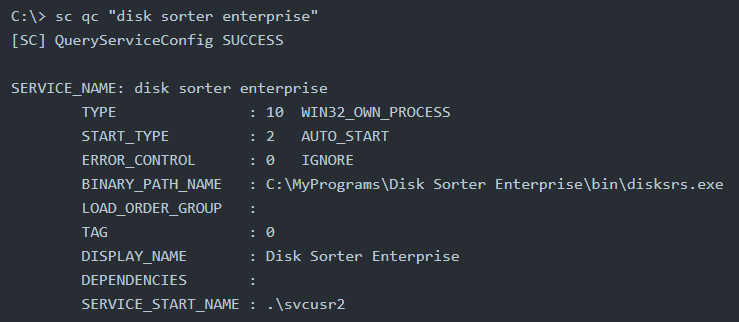 C:\> sc qc "disk sorter enterprise"
[SC] QueryServiceConfig SUCCESS

SERVICE_NAME: disk sorter enterprise
        TYPE               : 10  WIN32_OWN_PROCESS
        START_TYPE         : 2   AUTO_START
        ERROR_CONTROL      : 0   IGNORE
        BINARY_PATH_NAME   : C:\MyPrograms\Disk Sorter Enterprise\bin\disksrs.exe
        LOAD_ORDER_GROUP   :
        TAG                : 0
        DISPLAY_NAME       : Disk Sorter Enterprise
        DEPENDENCIES       :
        SERVICE_START_NAME : .\svcusr2